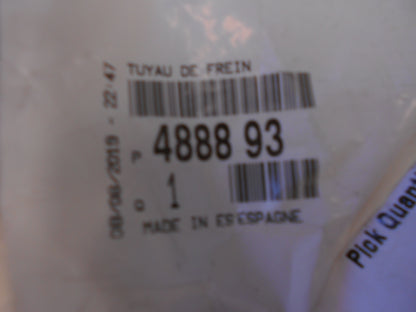 TUYAU DE FREIN
P 4888 93
Q 1
MADE IN ES ESPAGNE
08/08/2019 - 22:47
Pick Quanti